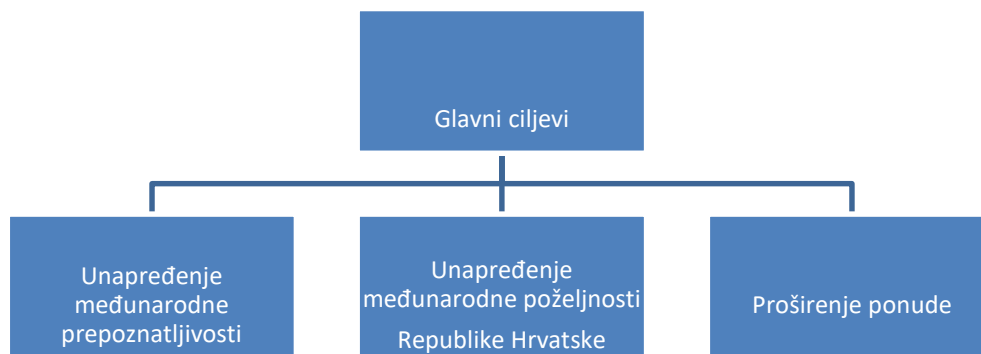 Glavni ciljevi
Unapređenje
međunarodne
prepoznatljivosti
Unapređenje
međunarodne poželjnosti
Republike Hrvatske
Proširenje ponude